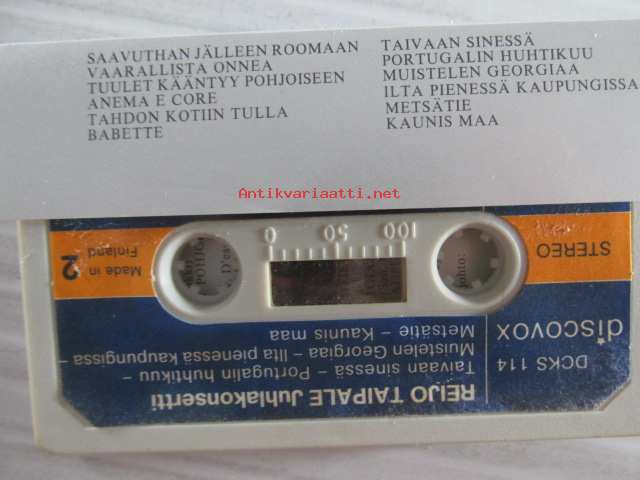 SAAVUTHAN JÄLLEEN ROOMAAN
VAARALLISTA ONNEA
TUULET KÄÄNTYY POHJOISEEN
ANEMA E CORE
TAHDON KOTIIN TULLA
BABETTE
TAIVAAN SINESSÄ
PORTUGALIN HUHTIKUU
MUISTELEN GEORGIAA
ILTA PIENESSÄ KAUPUNGISSA
METSÄTIE
KAUNIS MAA
Antikvariaatti.net
REIJO TAIPALE Juhlakonsertti
Taivaan sinessä – Portugalin huhtikuu –
Muistelen Georgiaa – Ilta pienessä kaupungissa –
Metsätie – Kaunis maa
DCKS 114
discovox
STEREO
100 50 0
2
Made in
Finland
johto: